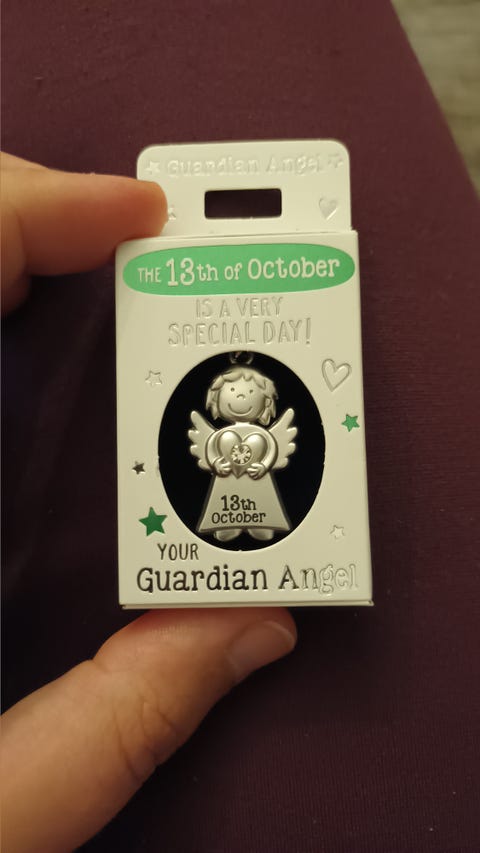 Guardian Angel
THE 13th of October
IS A VERY
SPECIAL DAY!
13th
October
YOUR
Guardian Angel